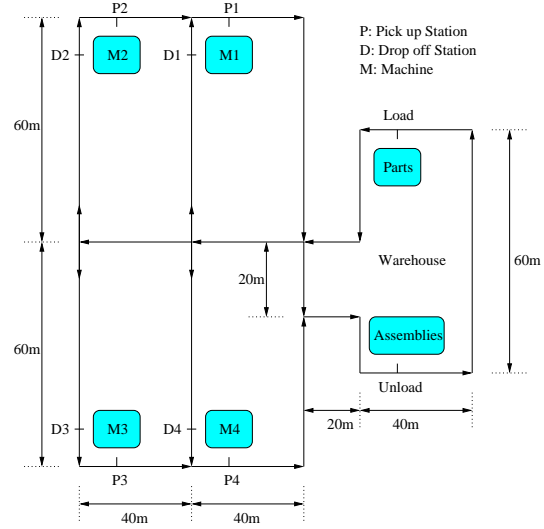 P2
P1
P: Pick up Station
D: Drop off Station
M: Machine
D2
M2
D1
M1
Load
60m
Parts
Warehouse
60m
20m
60m
Assemblies
Unload
D3
M3
D4
M4
20m
40m
P3
P4
40m
40m